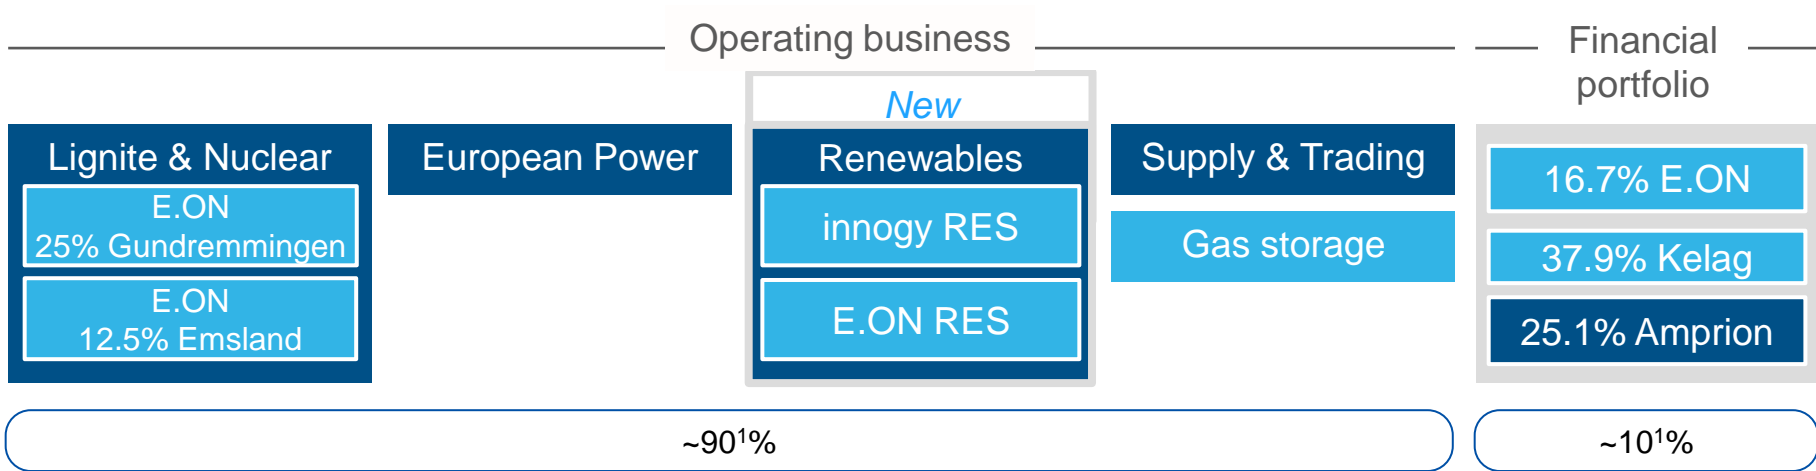 Operating business
Financial
portfolio
New
Lignite & Nuclear
E.ON
25% Gundremmingen
E.ON
12.5% Emsland
European Power
Renewables
innogy RES
E.ON RES
Supply & Trading
Gas storage
16.7% E.ON
37.9% Kelag
25.1% Amprion
~90¹%
~10¹%